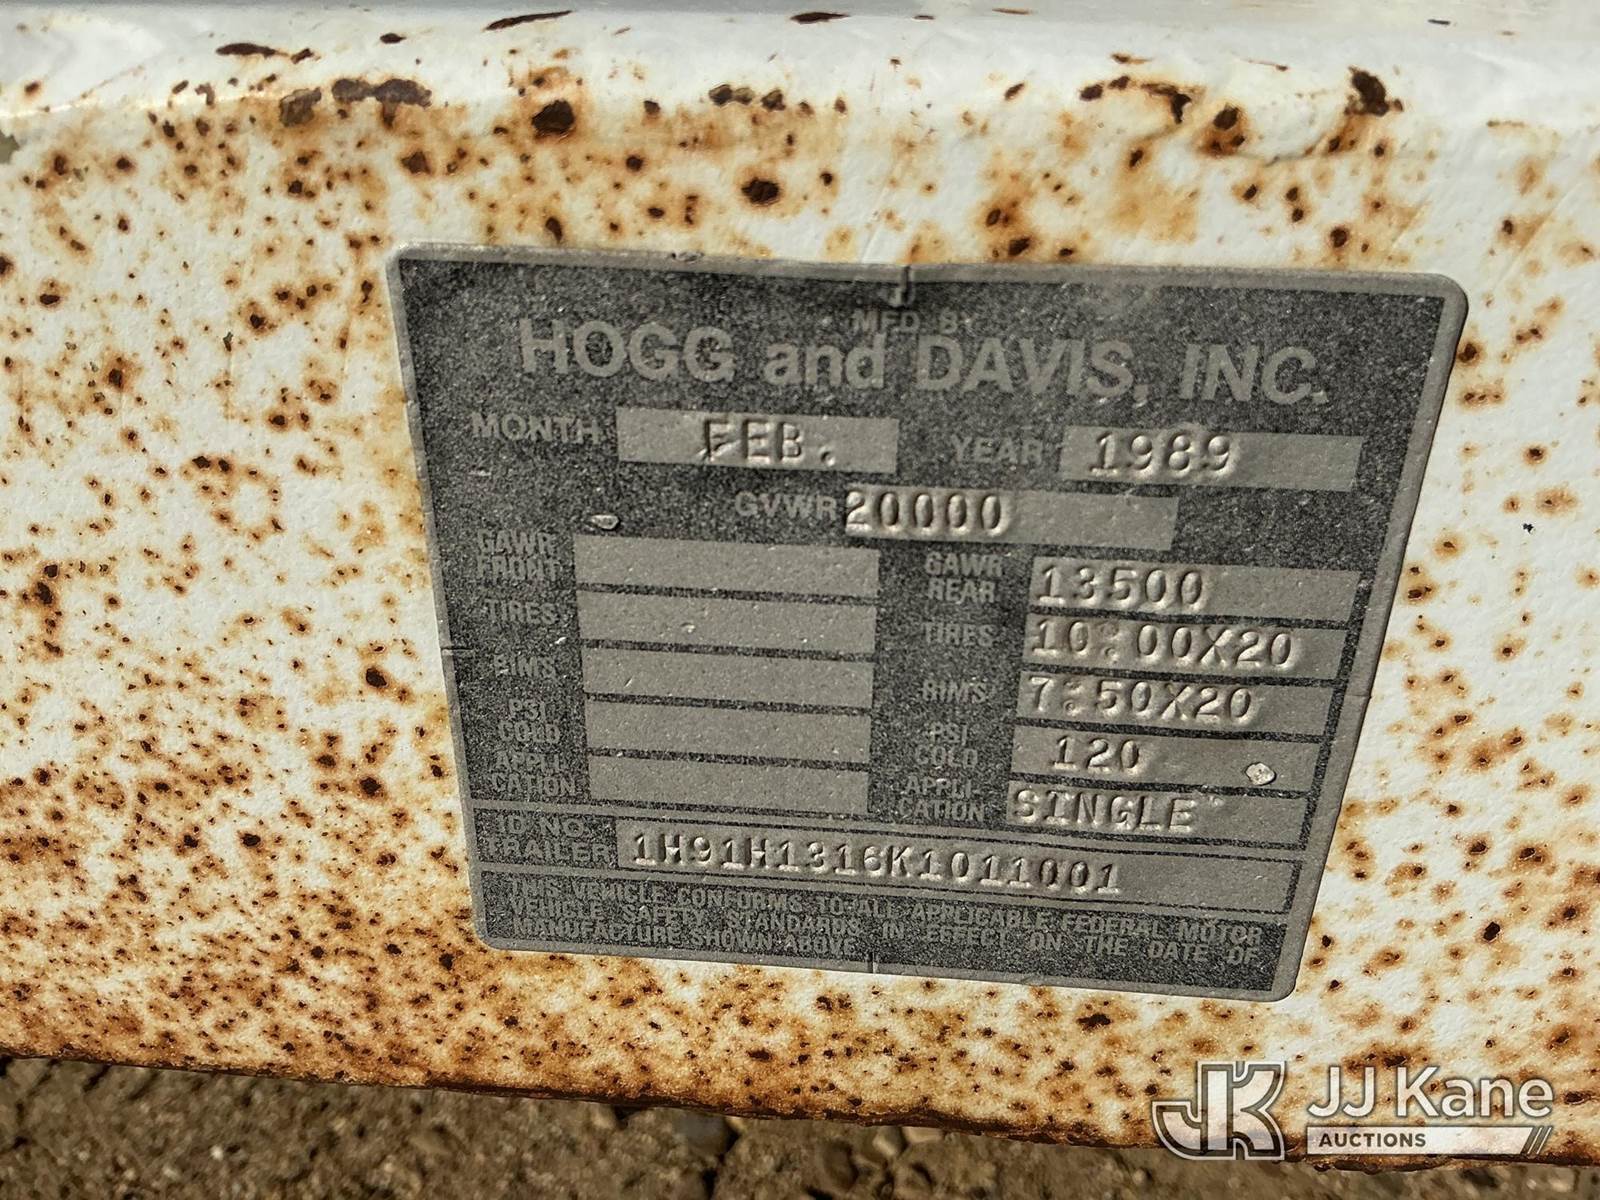 MFD. BY
HOGG and DAVIS, INC.
MONTH FEB. YEAR 1989
GVWR 20000
GAWR FRONT GAWR REAR 13500
TIRES TIRES 10:00X20
RIMS RIMS 7:50X20
PSI COLD PSI COLD 120
APPLI-CATION APPLI-CATION SINGLE
ID NO. TRAILER 1H91H1316K1011001
THIS VEHICLE CONFORMS TO ALL APPLICABLE FEDERAL MOTOR
VEHICLE SAFETY STANDARDS IN EFFECT ON THE DATE OF
MANUFACTURE SHOWN ABOVE
JK JJ Kane
AUCTIONS